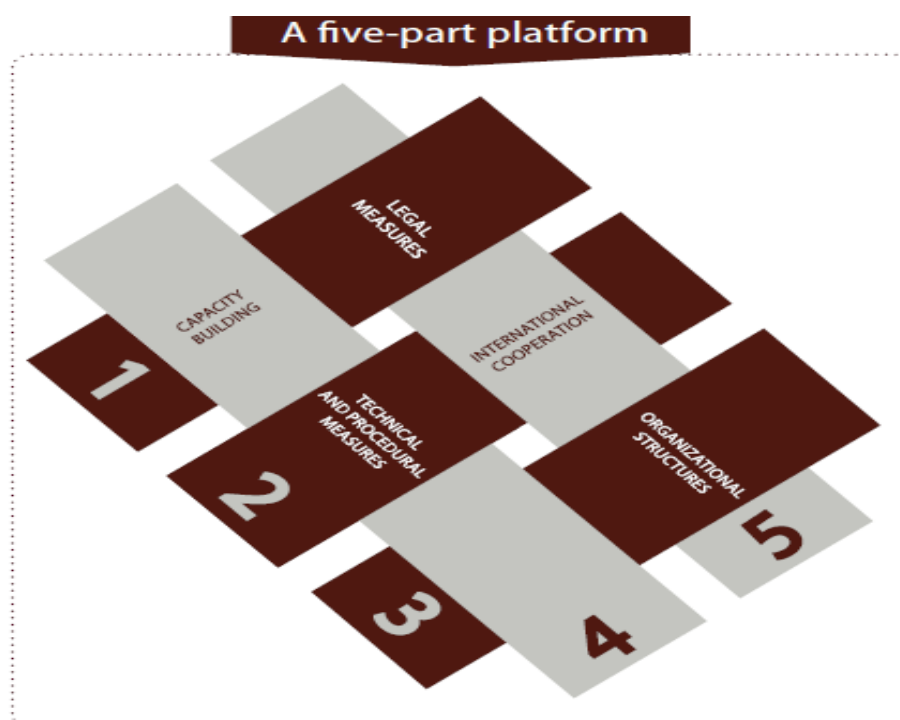 A five-part platform
LEGAL
MEASURES
CAPACITY
BUILDING
INTERNATIONAL
COOPERATION
1
TECHNICAL
AND PROCEDURAL
MEASURES
ORGANIZATIONAL
STRUCTURES
2
5
3
4